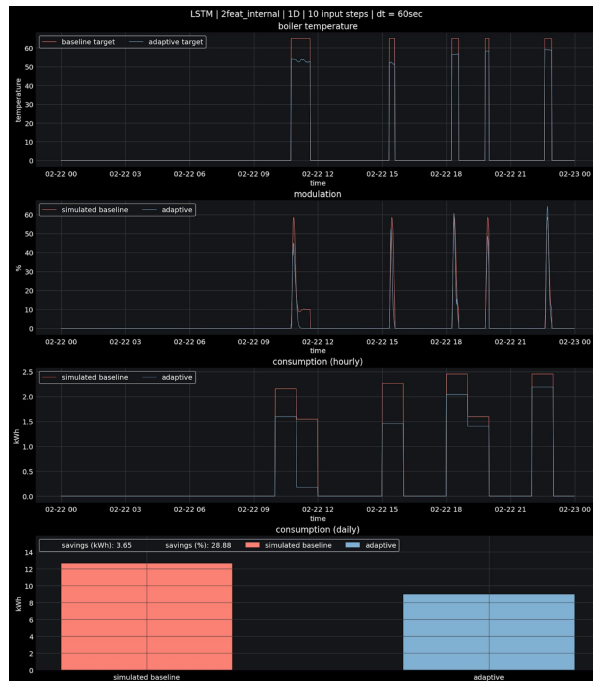 LSTM | 2feat_internal | 1D | 10 input steps | dt = 60sec
boiler temperature
baseline target adaptive target
temperature
60
50
40
30
20
10
0
02-22 00 02-22 03 02-22 06 02-22 09 02-22 12 02-22 15 02-22 18 02-22 21 02-23 00
time
modulation
simulated baseline adaptive
%
60
50
40
30
20
10
0
02-22 00 02-22 03 02-22 06 02-22 09 02-22 12 02-22 15 02-22 18 02-22 21 02-23 00
time
consumption (hourly)
simulated baseline adaptive
kWh
2.5
2.0
1.5
1.0
0.5
0.0
02-22 00 02-22 03 02-22 06 02-22 09 02-22 12 02-22 15 02-22 18 02-22 21 02-23 00
time
consumption (daily)
savings (kWh): 3.65 savings (%): 28.88 simulated baseline adaptive
kWh
14
12
10
8
6
4
2
0
simulated baseline adaptive